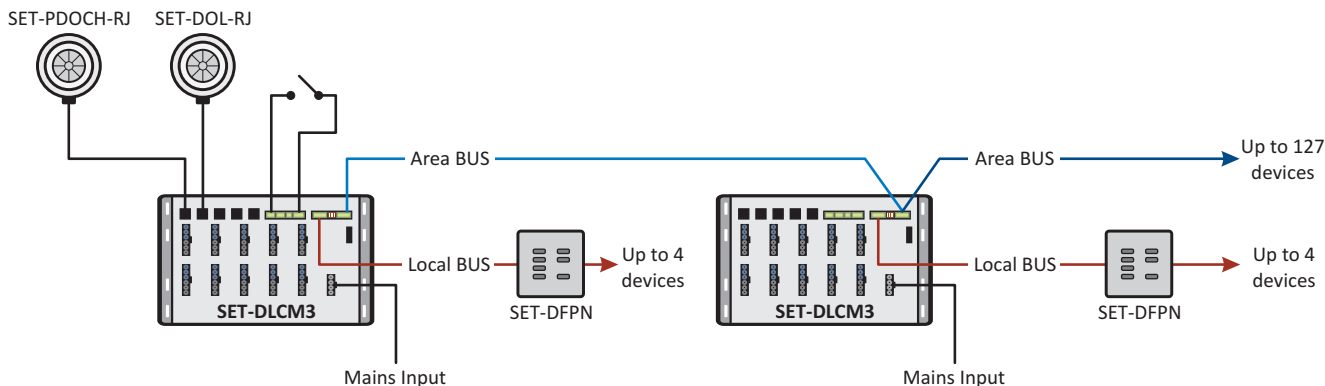 SET-PDOCH-RJ
SET-DOL-RJ
Area BUS
Area BUS
Up to 127
devices
Local BUS
Up to 4
devices
Local BUS
Up to 4
devices
SET-DLCM3
SET-DFPN
SET-DLCM3
SET-DFPN
Mains Input
Mains Input